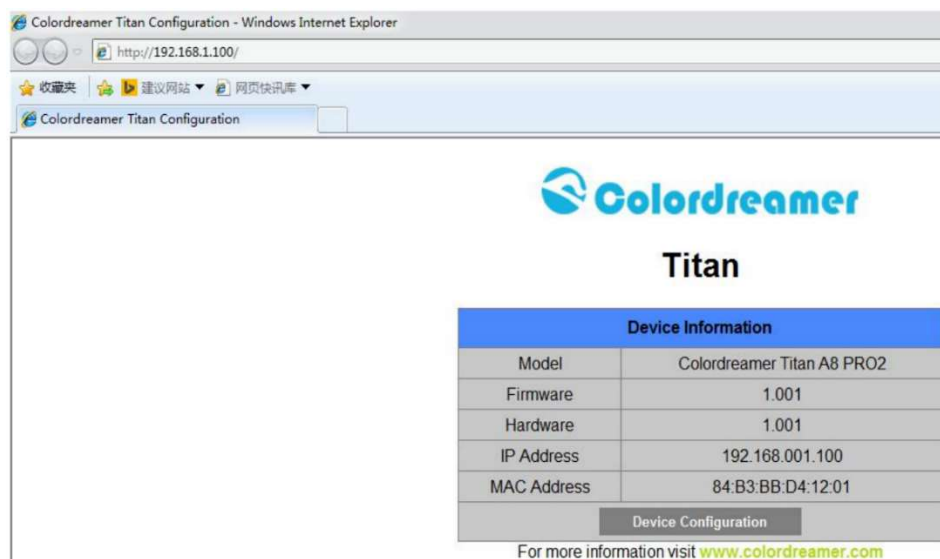 Colordreamer Titan Configuration - Windows Internet Explorer
http://192.168.1.100/
收藏夹 建议网站 ▼ 网页快讯库 ▼
Colordreamer Titan Configuration
Colordreamer
Titan
Device Information
Model Colordreamer Titan A8 PRO2
Firmware 1.001
Hardware 1.001
IP Address 192.168.001.100
MAC Address 84:B3:BB:D4:12:01
Device Configuration
For more information visit www.colordreamer.com